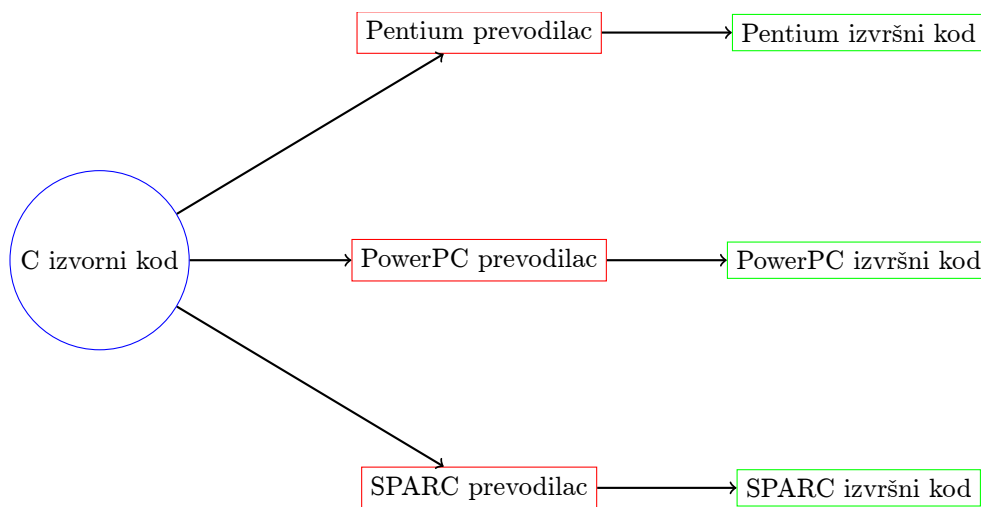 Pentium prevodilac
Pentium izvršni kod
C izvorni kod
PowerPC prevodilac
PowerPC izvršni kod
SPARC prevodilac
SPARC izvršni kod